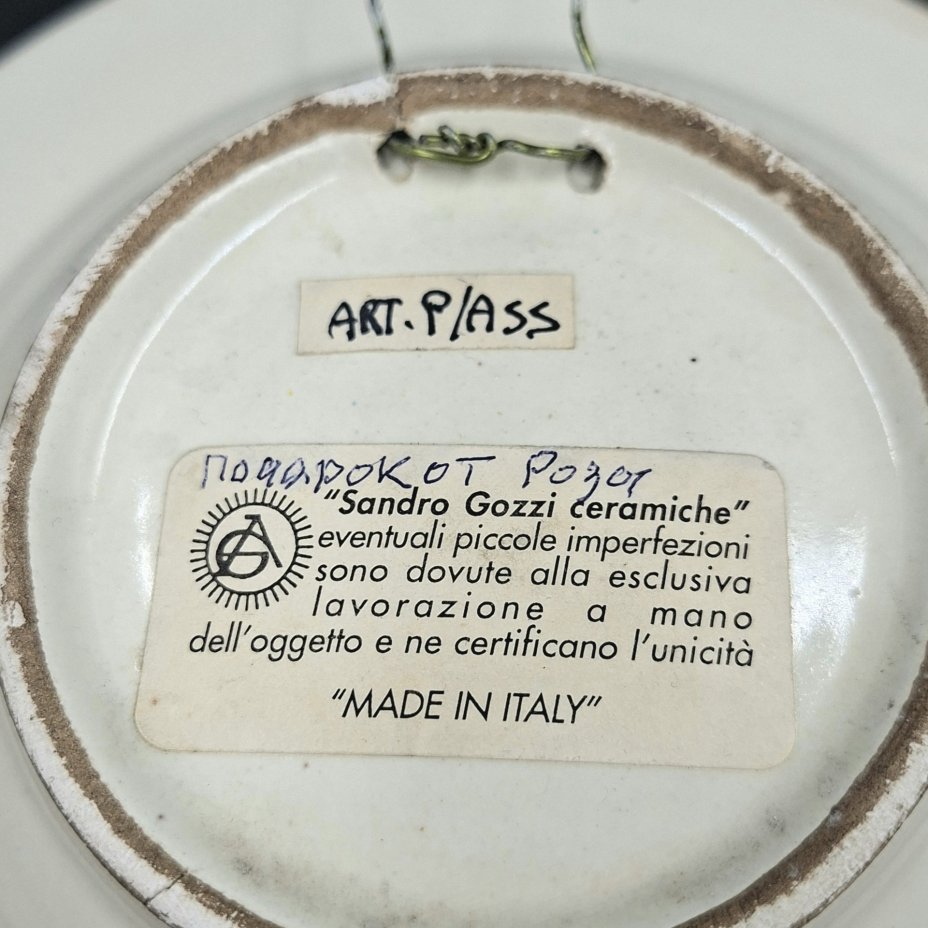 ART. P/ASS
подарок от Розы
"Sandro Gozzi ceramiche"
eventuali piccole imperfezioni
sono dovute alla esclusiva
lavorazione a mano
dell'oggetto e ne certificano l'unicità
"MADE IN ITALY"